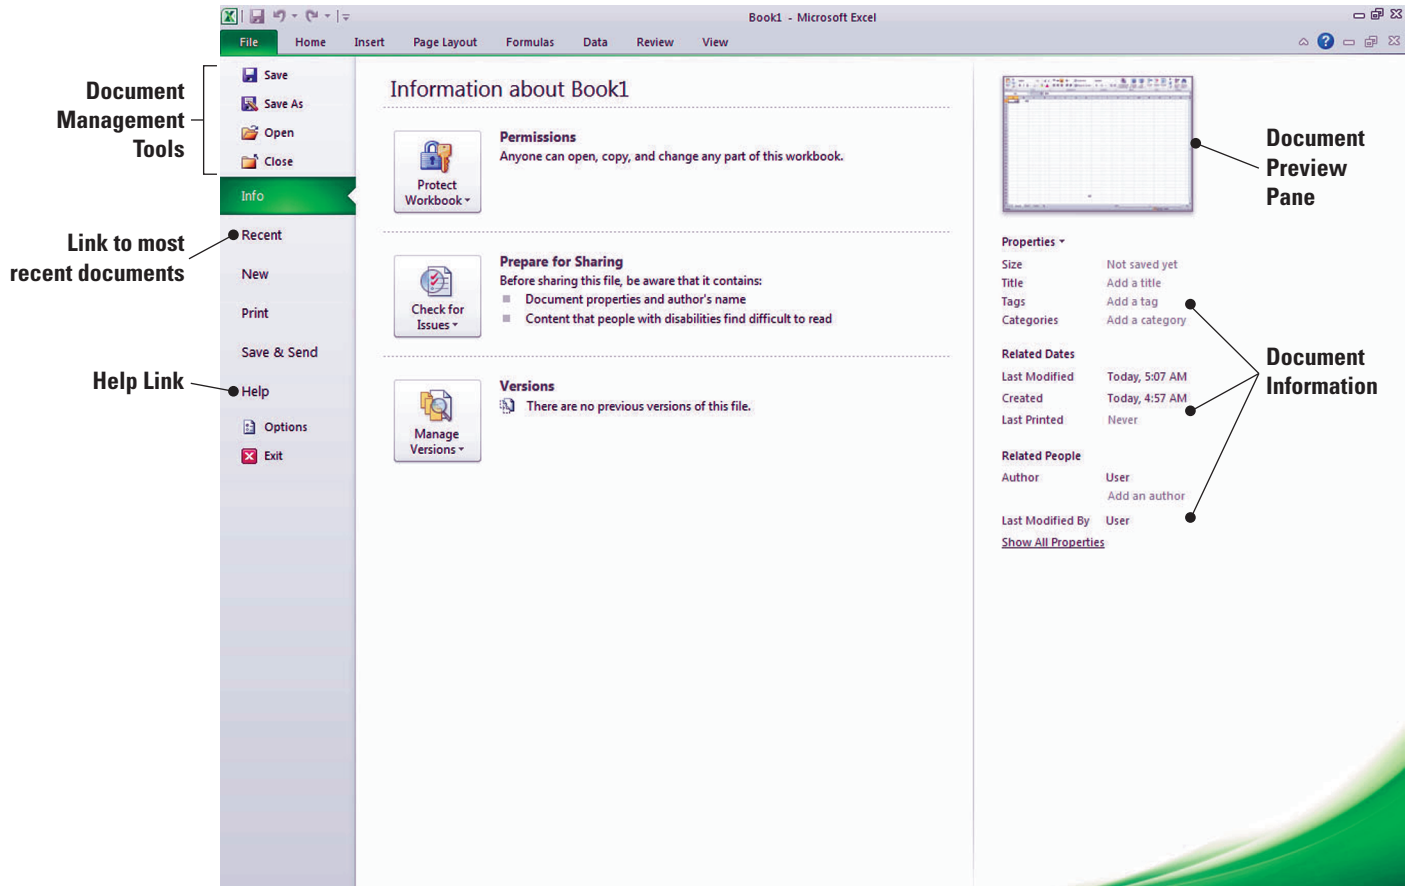 Book1 - Microsoft Excel
File Home Insert Page Layout Formulas Data Review View
Document
Management
Tools
Save
Save As
Open
Close
Info
Link to most
recent documents
Recent
New
Print
Save & Send
Help Link
Help
Options
Exit
Information about Book1
Protect
Workbook
Permissions
Anyone can open, copy, and change any part of this workbook.
Check for
Issues
Prepare for Sharing
Before sharing this file, be aware that it contains:
Document properties and author's name
Content that people with disabilities find difficult to read
Manage
Versions
Versions
There are no previous versions of this file.
Document
Preview
Pane
Properties
Size Not saved yet
Title Add a title
Tags Add a tag
Categories Add a category
Related Dates
Last Modified Today, 5:07 AM
Created Today, 4:57 AM
Last Printed Never
Related People
Author User
Add an author
Last Modified By User
Show All Properties
Document
Information